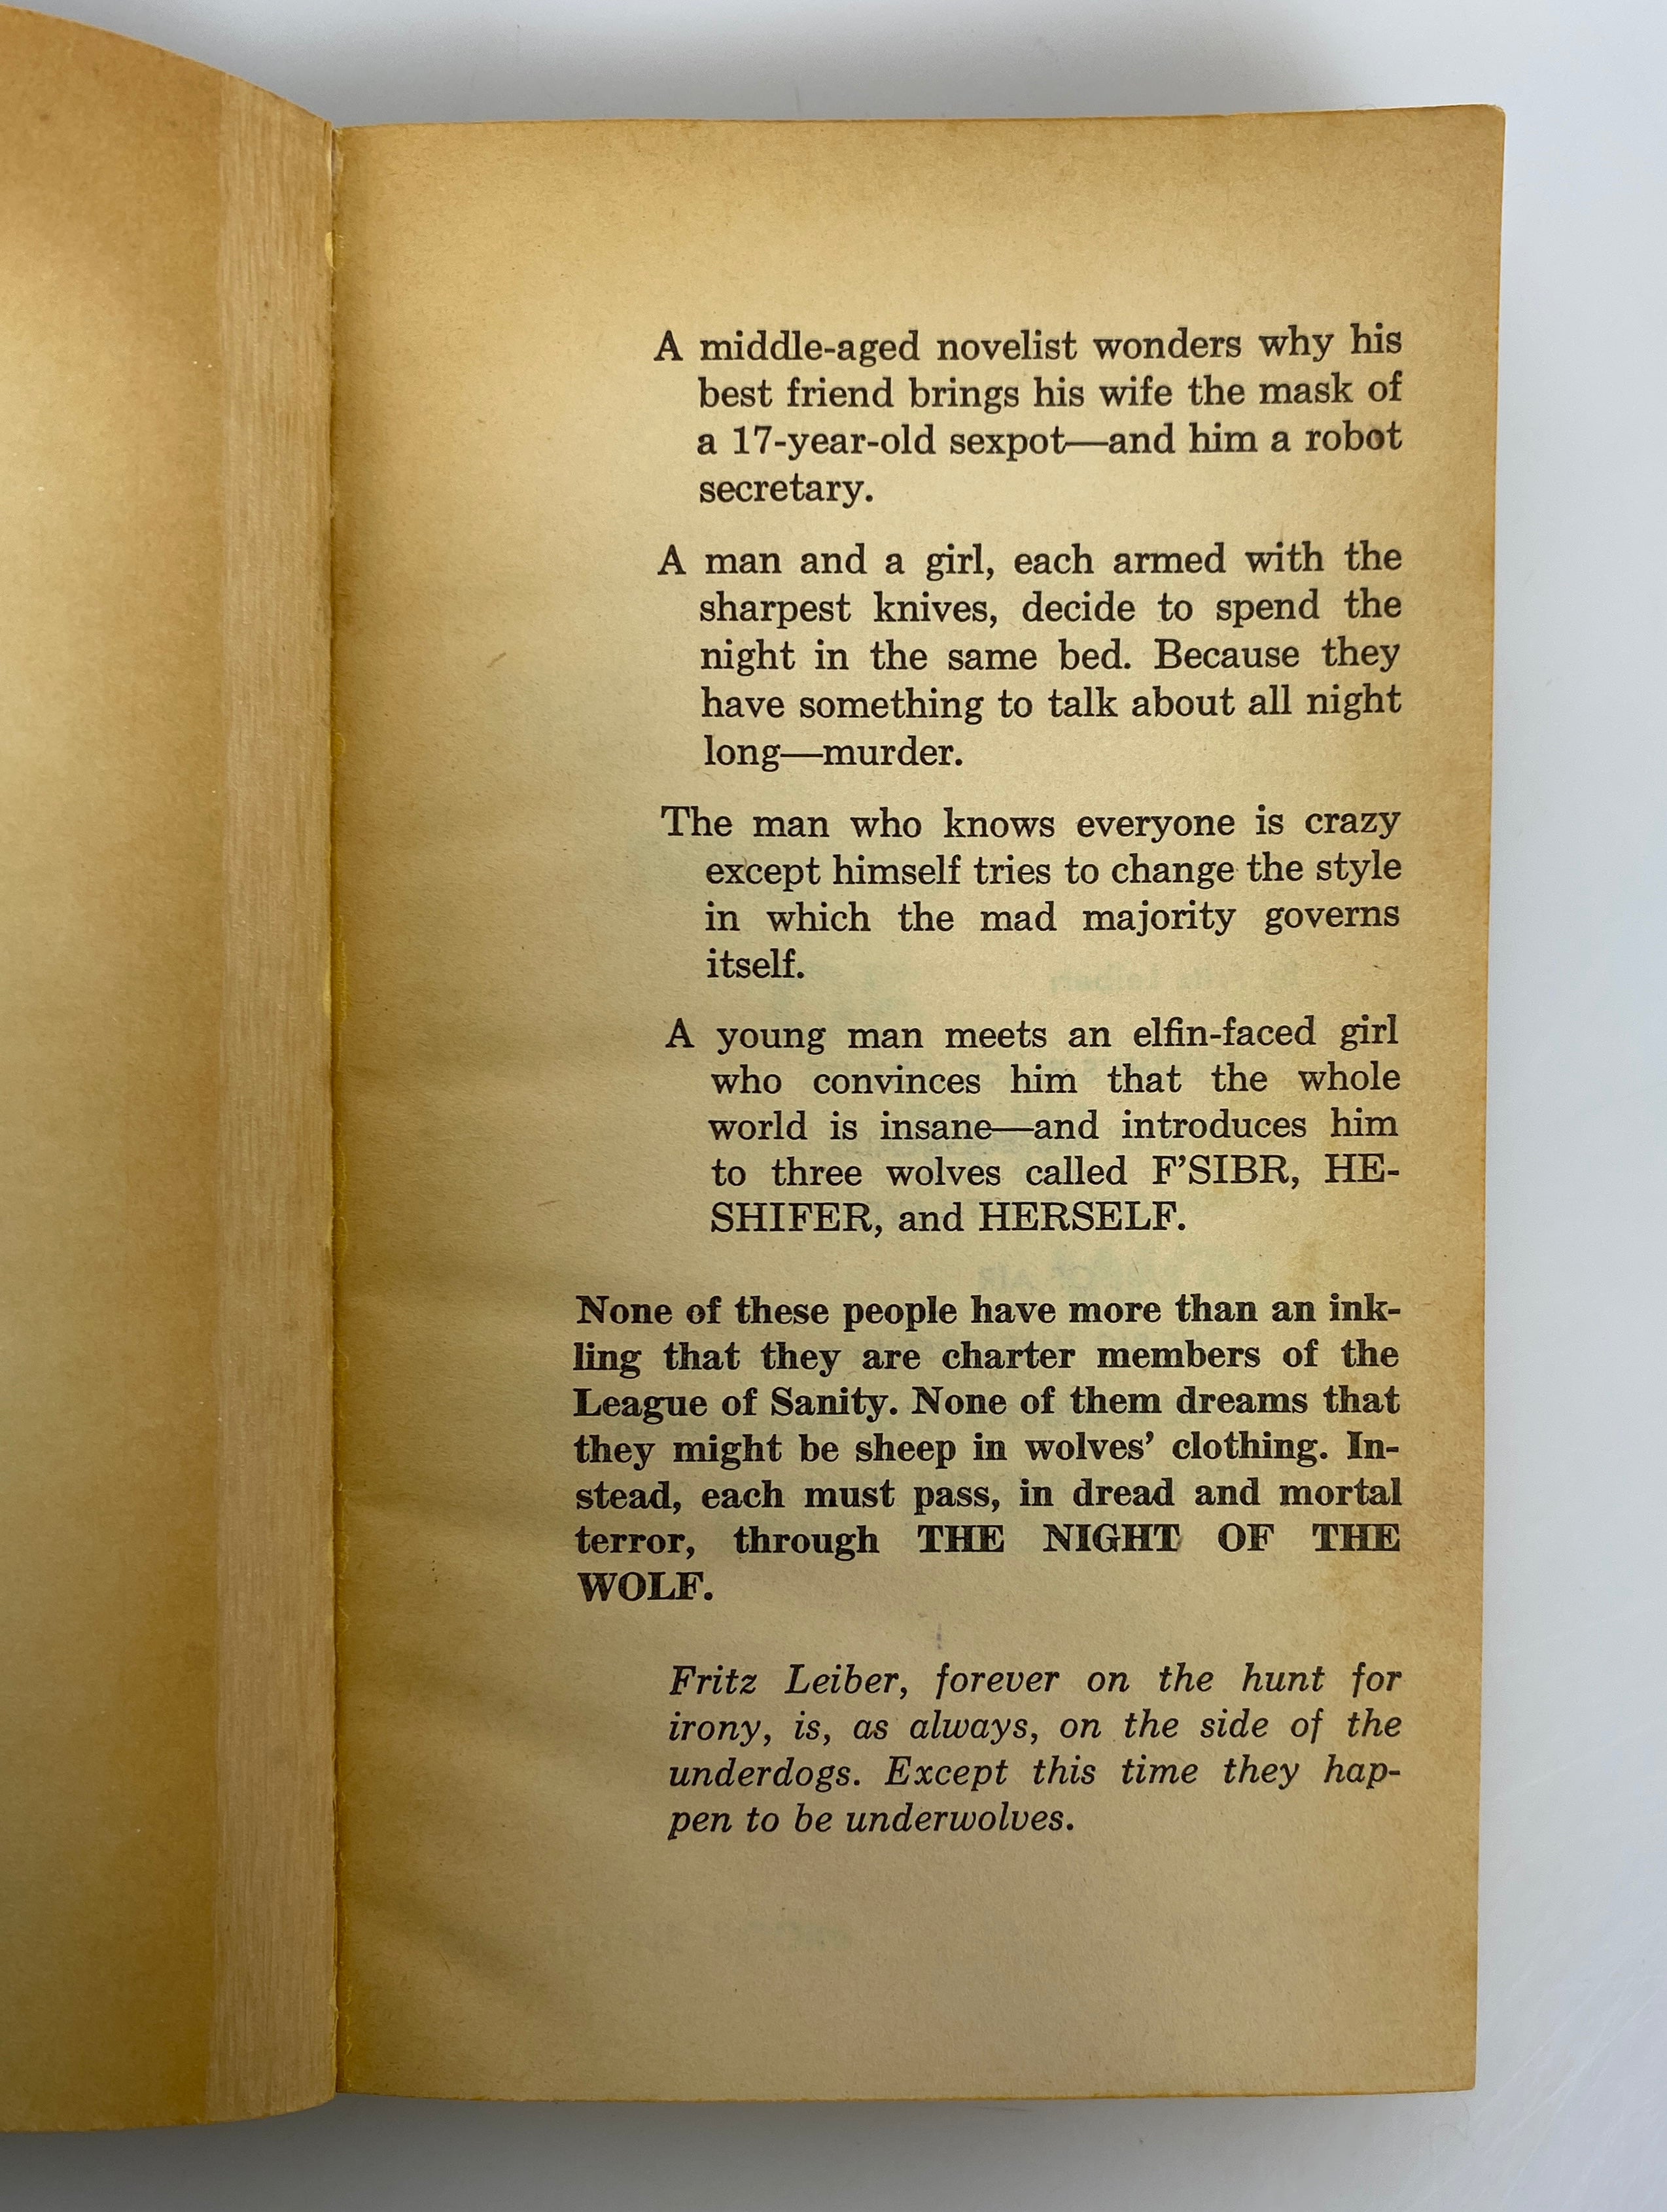 A middle-aged novelist wonders why his
best friend brings his wife the mask of
a 17-year-old sexpot—and him a robot
secretary.
A man and a girl, each armed with the
sharpest knives, decide to spend the
night in the same bed. Because they
have something to talk about all night
long—murder.
The man who knows everyone is crazy
except himself tries to change the style
in which the mad majority governs
itself.
A young man meets an elfin-faced girl
who convinces him that the whole
world is insane—and introduces him
to three wolves called F’SIBR, HE-
SHIFER, and HERSELF.
None of these people have more than an ink-
ling that they are charter members of the
League of Sanity. None of them dreams that
they might be sheep in wolves’ clothing. In-
stead, each must pass, in dread and mortal
terror, through THE NIGHT OF THE
WOLF.
Fritz Leiber, forever on the hunt for
irony, is, as always, on the side of the
underdogs. Except this time they hap-
pen to be underwolves.